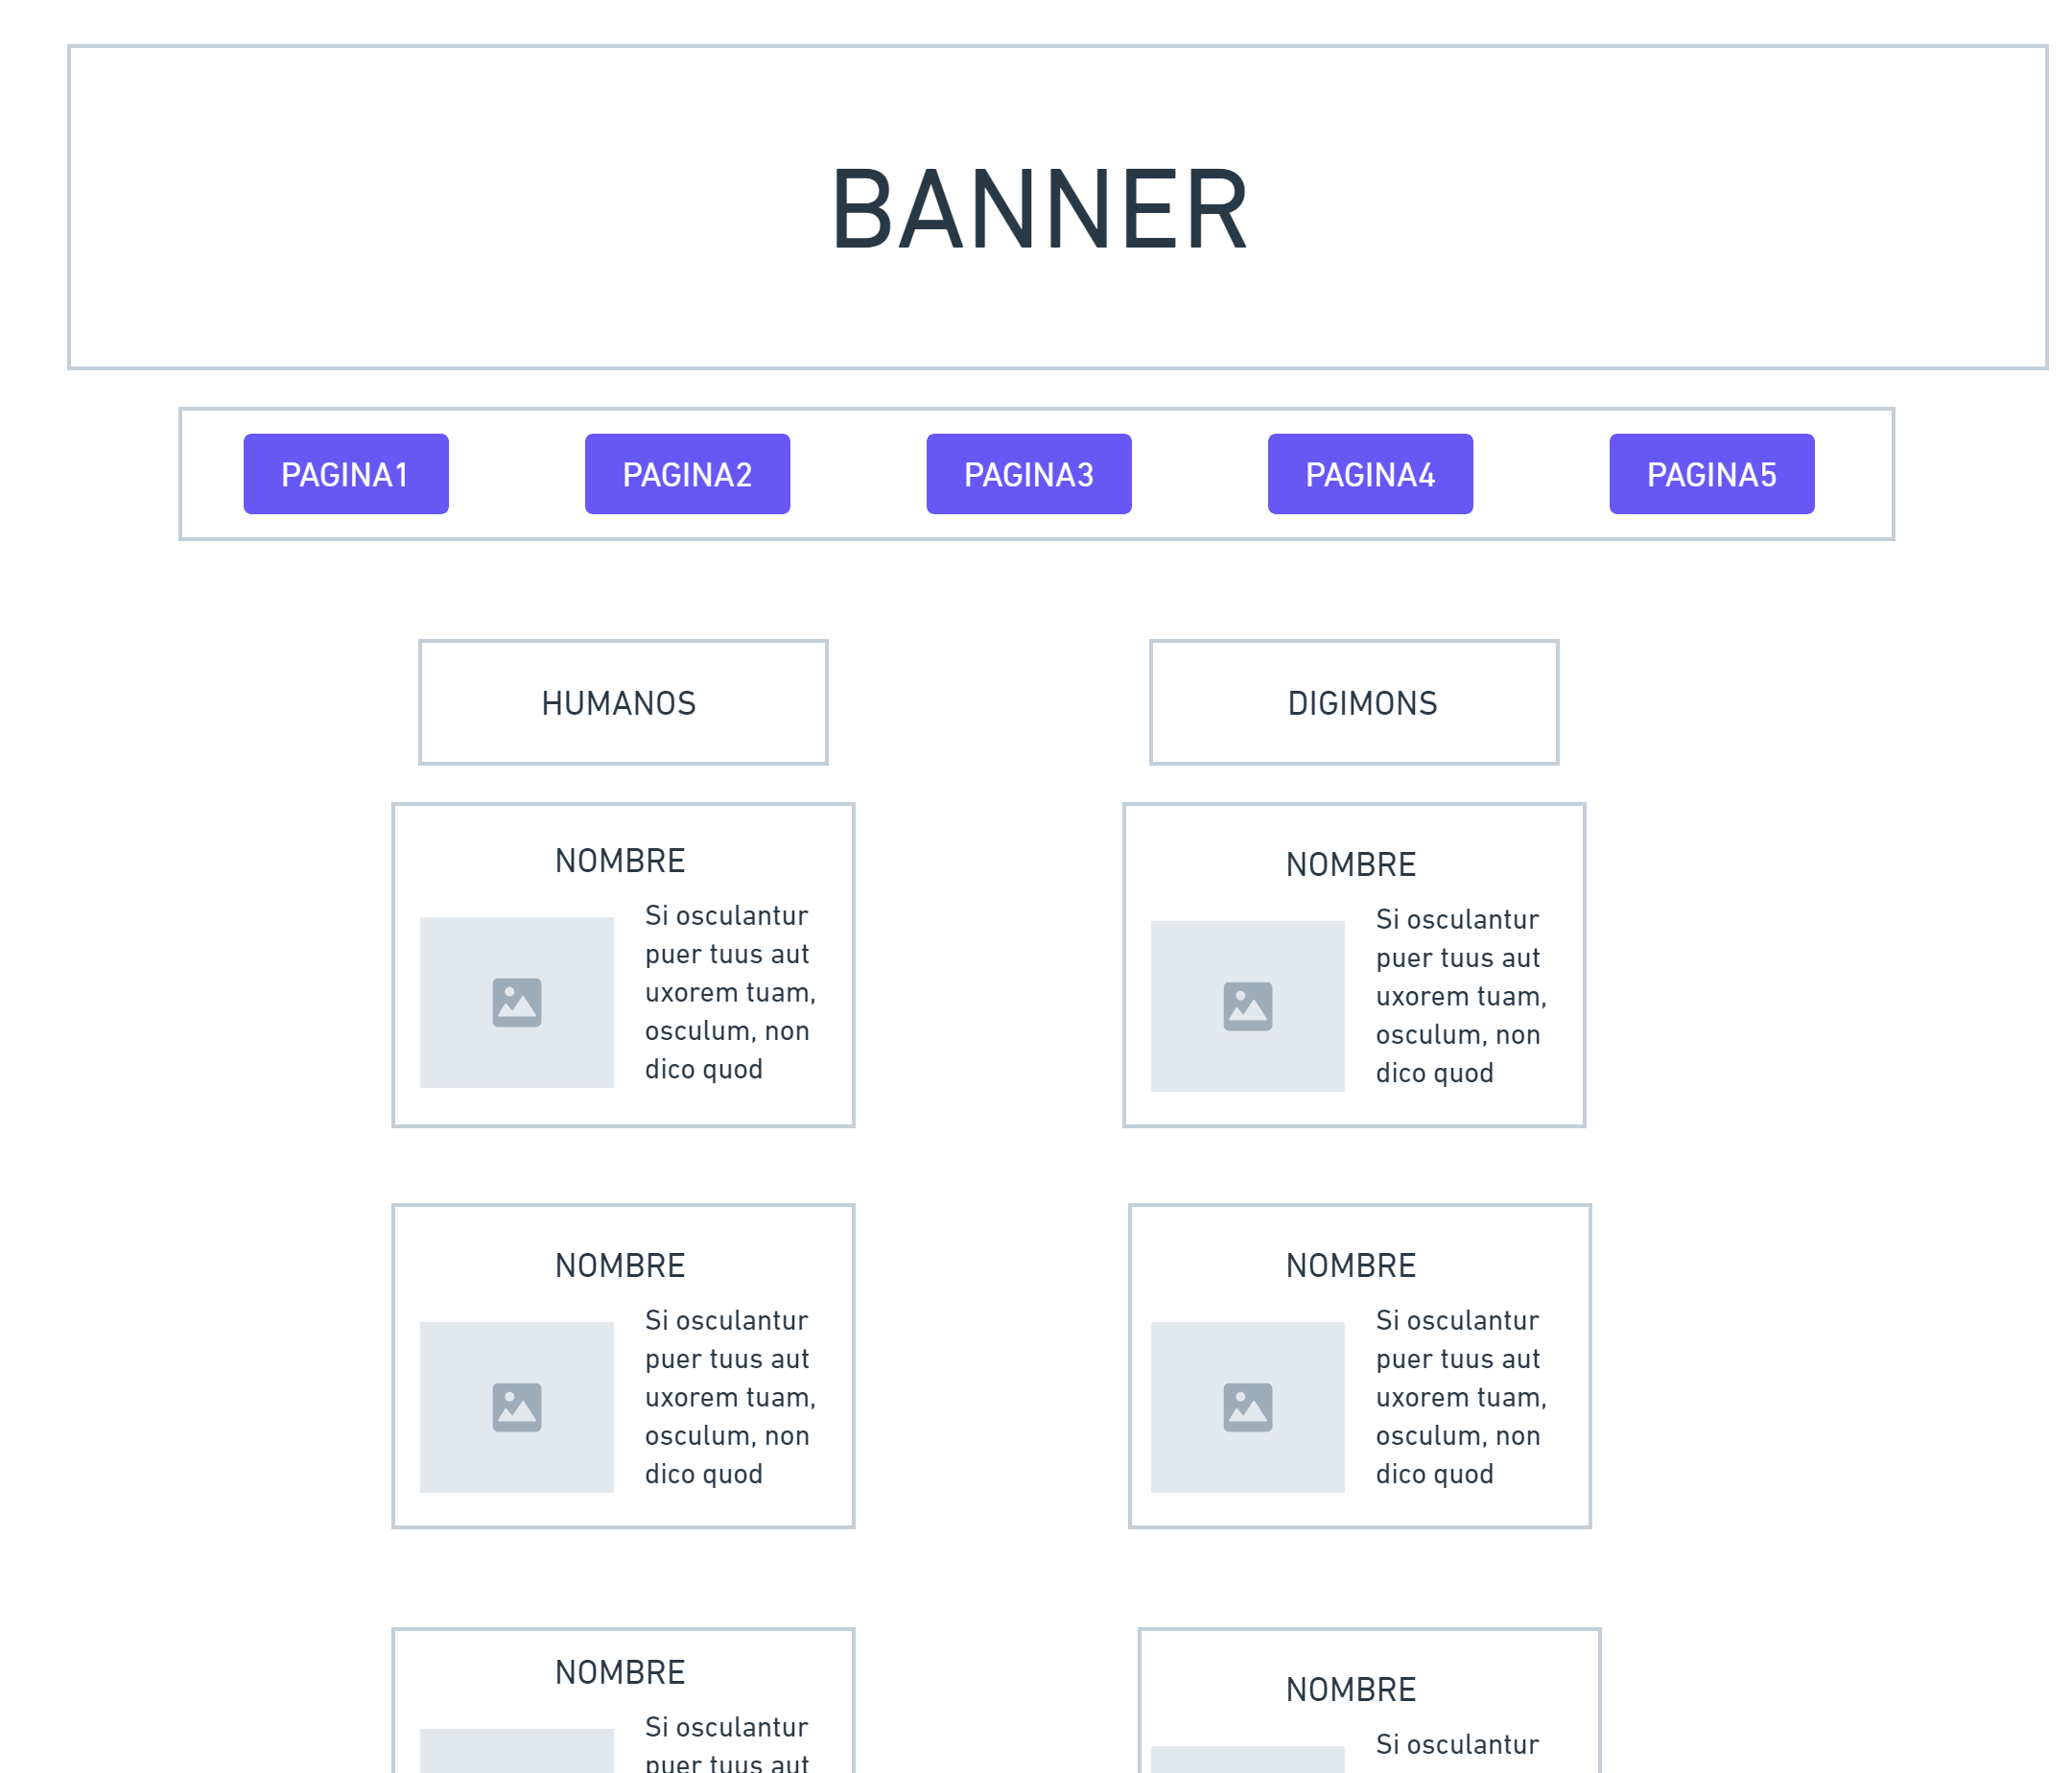 BANNER
PAGINA1
PAGINA2
PAGINA3
PAGINA4
PAGINA5
HUMANOS
DIGIMONS
NOMBRE
Si osculantur
puer tuus aut
uxorem tuam,
osculum, non
dico quod
NOMBRE
Si osculantur
puer tuus aut
uxorem tuam,
osculum, non
dico quod
NOMBRE
Si osculantur
puer tuus aut
uxorem tuam,
osculum, non
dico quod
NOMBRE
Si osculantur
puer tuus aut
uxorem tuam,
osculum, non
dico quod
NOMBRE
Si osculantur
puer tuus aut
NOMBRE
Si osculantur